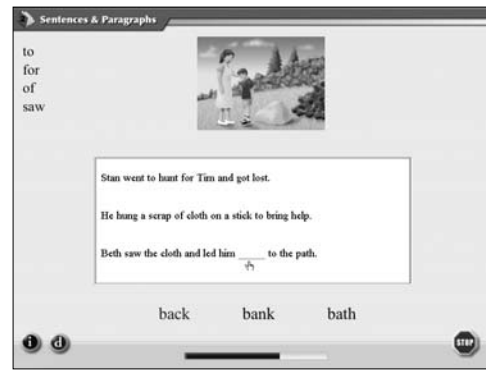 Sentences & Paragraphs
to
for
of
saw
Stan went to hunt for Tim and got lost.
He hung a scrap of cloth on a stick to bring help.
Beth saw the cloth and led him _____ to the path.
back bank bath
i d
STOP